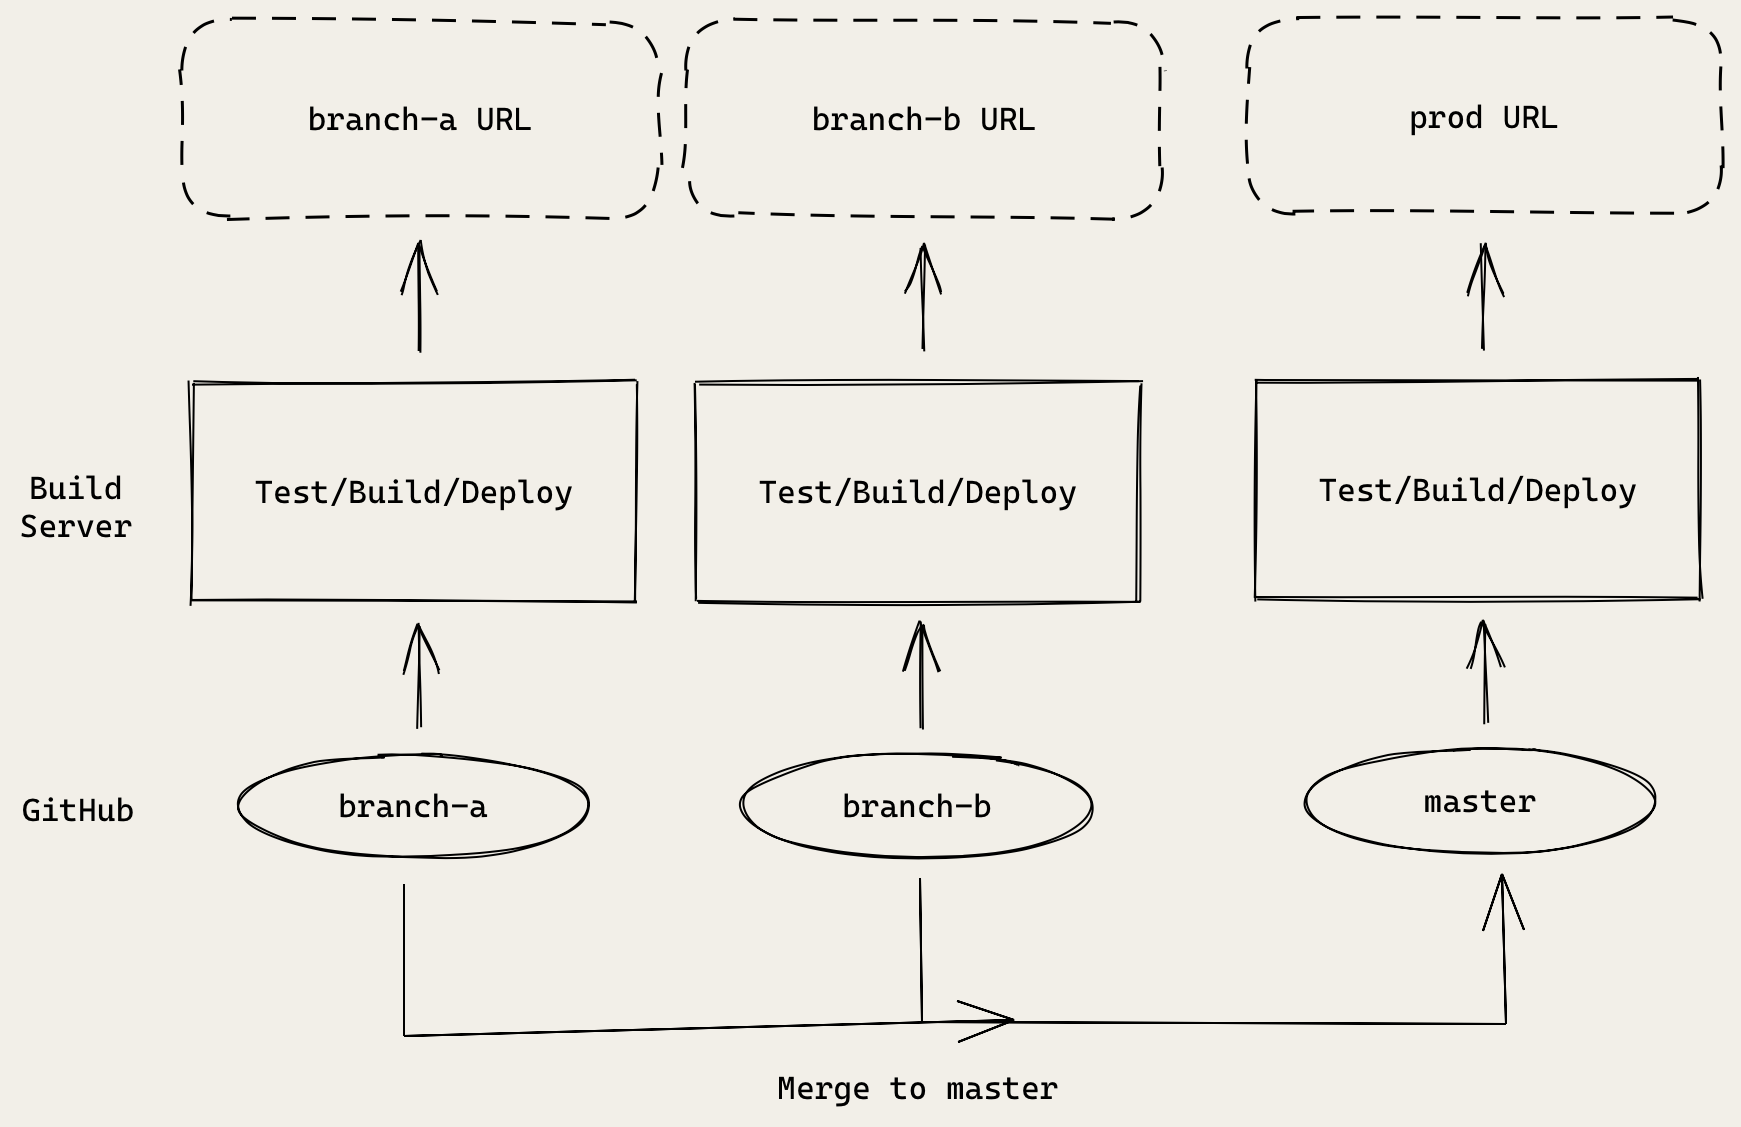 branch-a URL
branch-b URL
prod URL
Build
Server
Test/Build/Deploy
Test/Build/Deploy
Test/Build/Deploy
GitHub
branch-a
branch-b
master
Merge to master